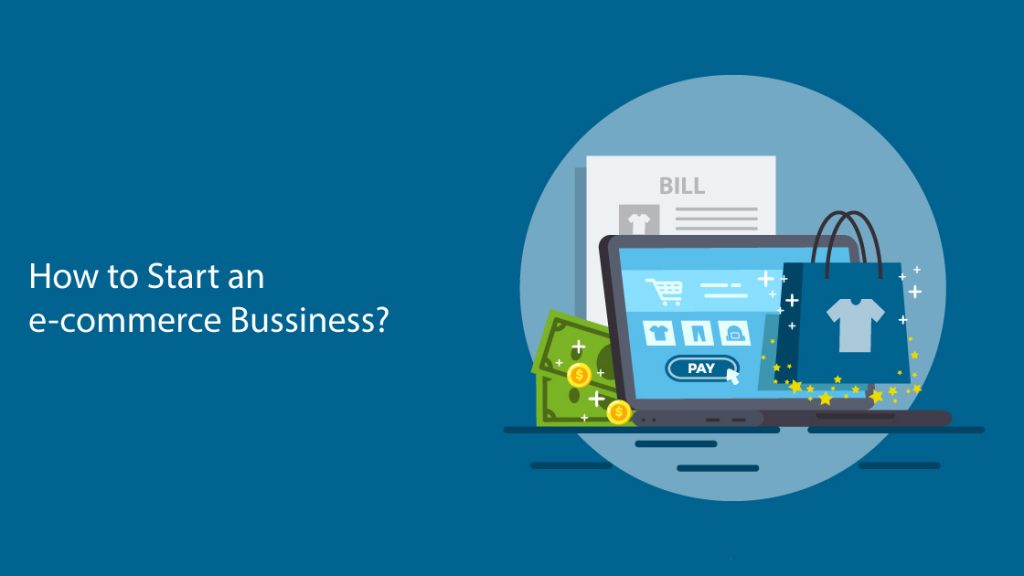 How to Start an
e-commerce Bussiness?
BILL
PAY
$
$